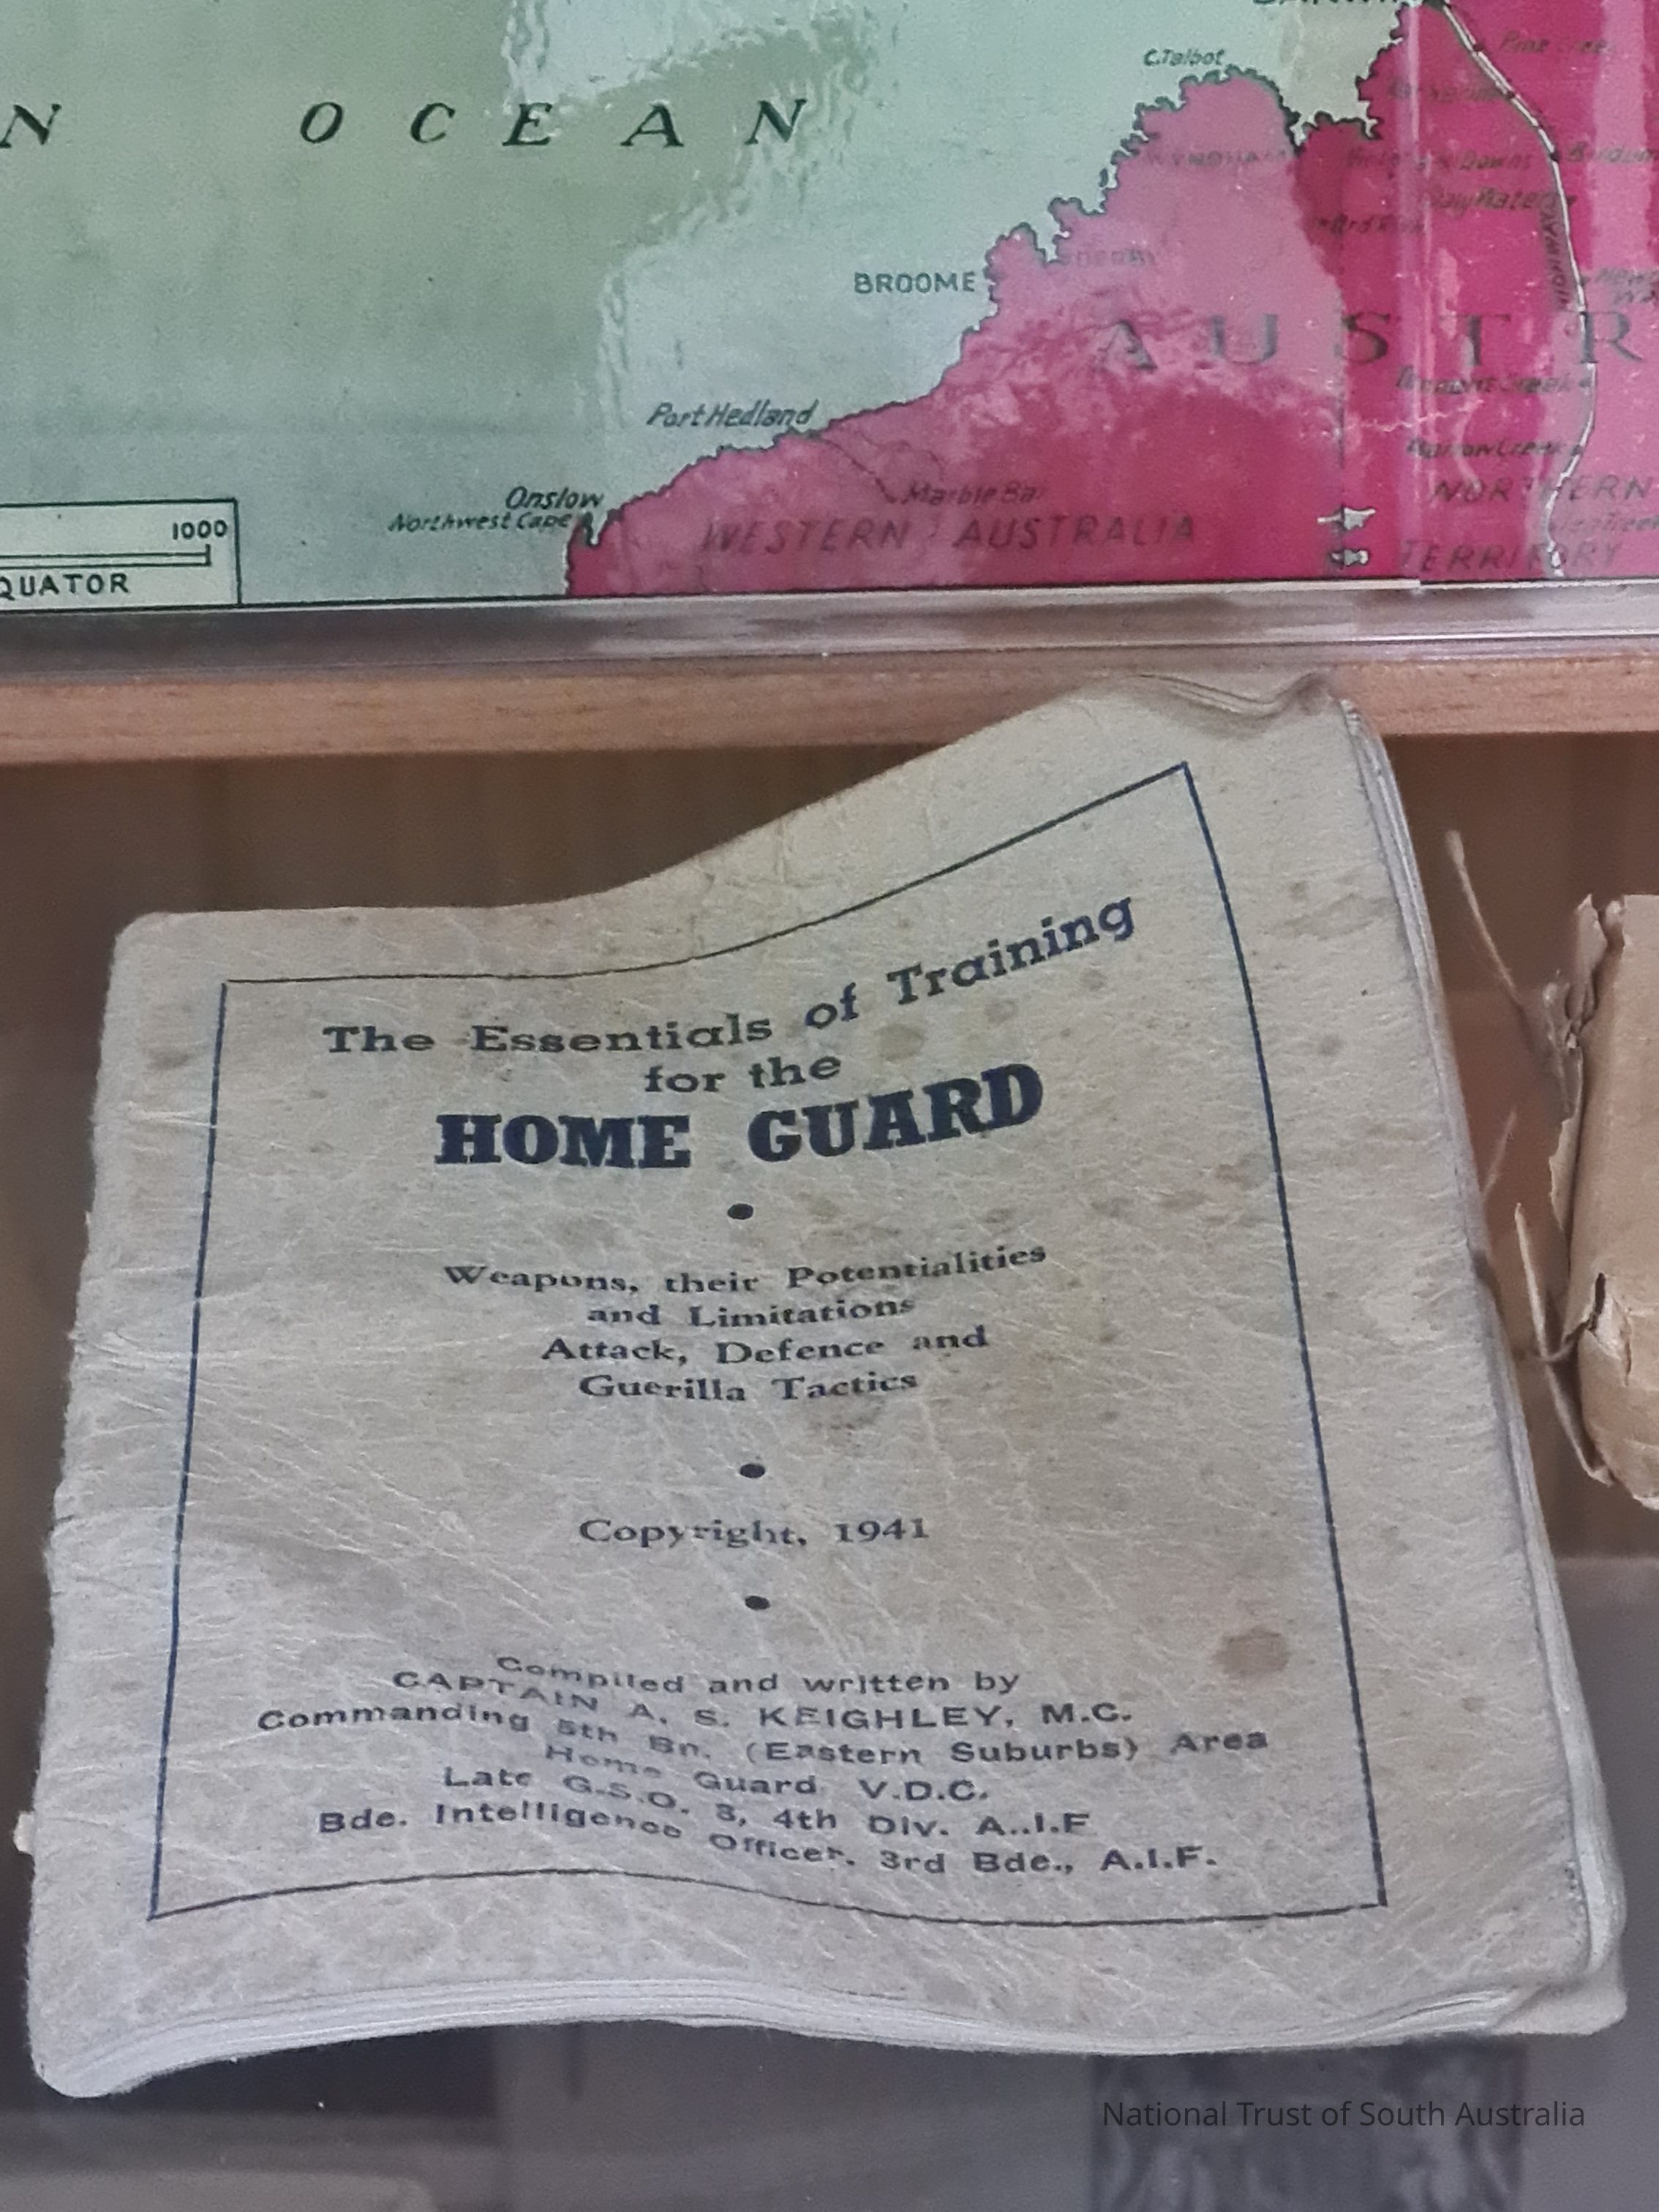 N OCEAN
C. Talbot
BROOME
AUSTR
HIGHWAY
Port Hedland
Onslow
Marble Bar
Northwest Cape
WESTERN AUSTRALIA
NORTHERN
TERRITORY
1000
QUATOR
The Essentials of Training
for the
HOME GUARD
Weapons, their Potentialities
and Limitations
Attack, Defence and
Guerilla Tactics
Copyright, 1941
Compiled and written by
CAPTAIN A. S. KEIGHLEY, M.C.
Commanding 5th Bn. (Eastern Suburbs) Area
Home Guard V.D.C.
Late G.S.O. 3, 4th Div. A..I.F
Bde. Intelligence Officer, 3rd Bde., A.I.F.
National Trust of South Australia